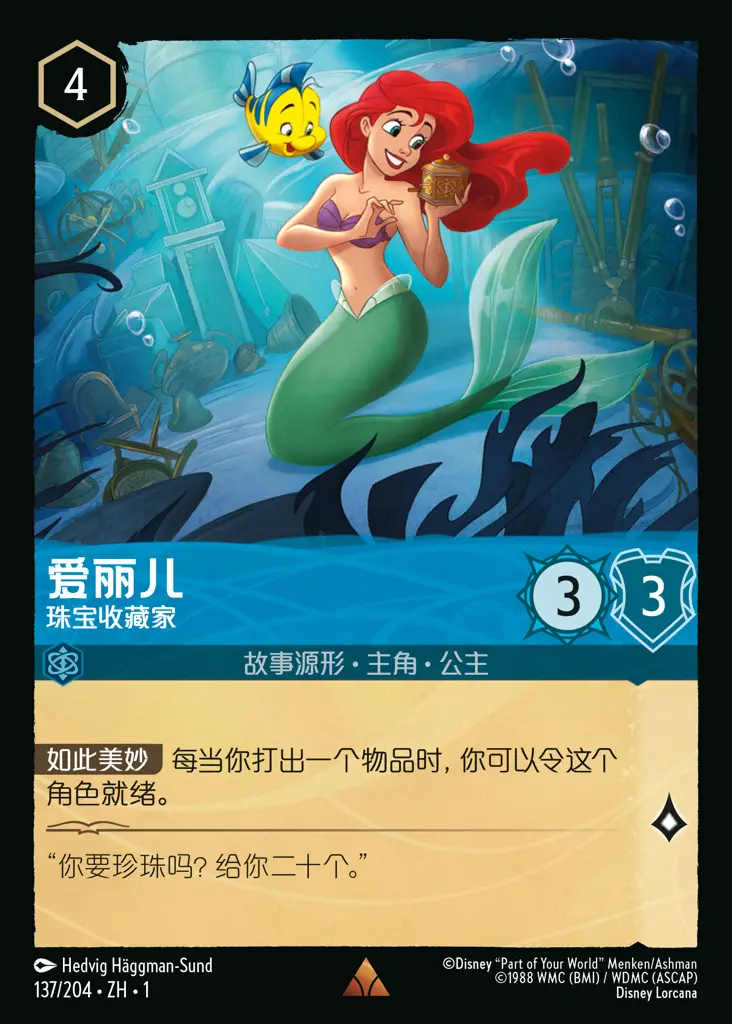 4
爱丽儿
珠宝收藏家
3
3
故事源形 • 主角 • 公主
如此美妙 每当你打出一个物品时, 你可以令这个
角色就绪。
“你要珍珠吗? 给你二十个。”
Hedvig Häggman-Sund
137/204 • ZH • 1
©Disney “Part of Your World” Menken/Ashman
©1988 WMC (BMI) / WDMC (ASCAP)
Disney Lorcana